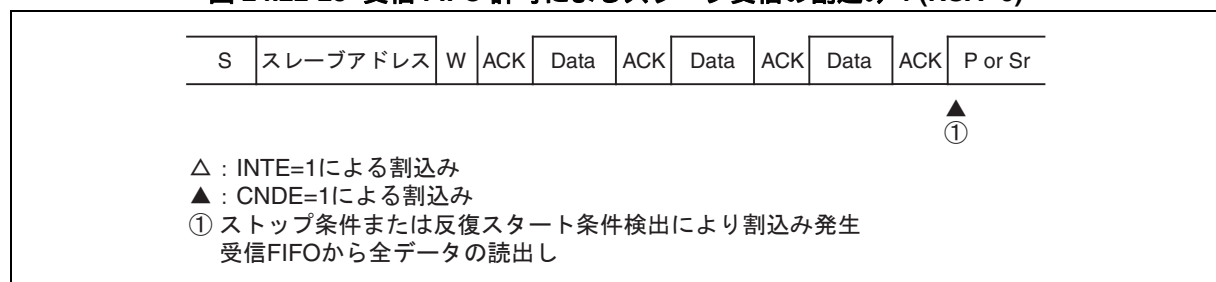 S スレーブアドレス W ACK Data ACK Data ACK Data ACK P or Sr
▲
①
△：INTE=1による割込み
▲：CNDE=1による割込み
① ストップ条件または反復スタート条件検出により割込み発生
受信FIFOから全データの読出し